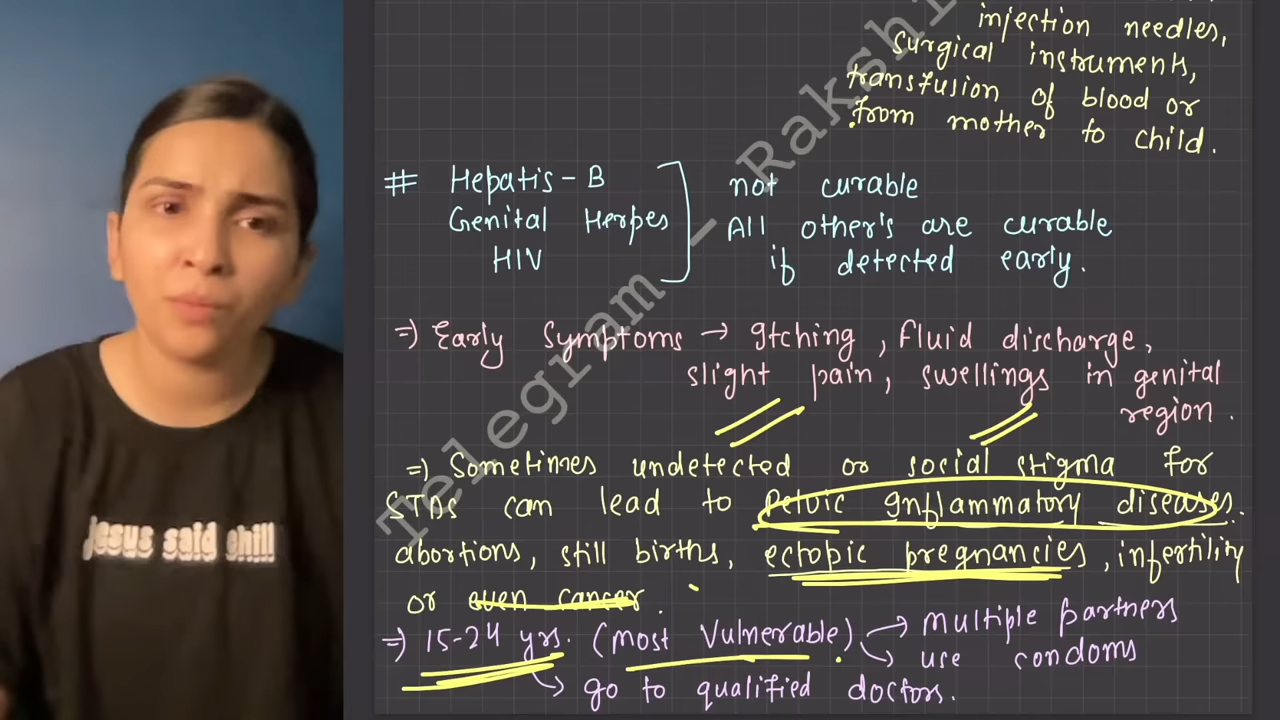 injection needles,
surgical instruments,
transfusion of blood or
from mother to child.
# Hepatis-B
Genital Herpes
HIV
not curable
All other's are curable
if detected early.
=) Early Symptoms → Itching, fluid discharge,
slight pain, swellings in genital
region.
=) Sometimes undetected or social stigma for
STDs can lead to Pelvic Inflammatory diseases.
abortions, still births, ectopic pregnancies, infertility
or even cancer.
=) 15-24 yrs. (most vulnerable) → multiple partners
→ use condoms
→ go to qualified doctors.
Telegram - Rakshi
jesus said chill